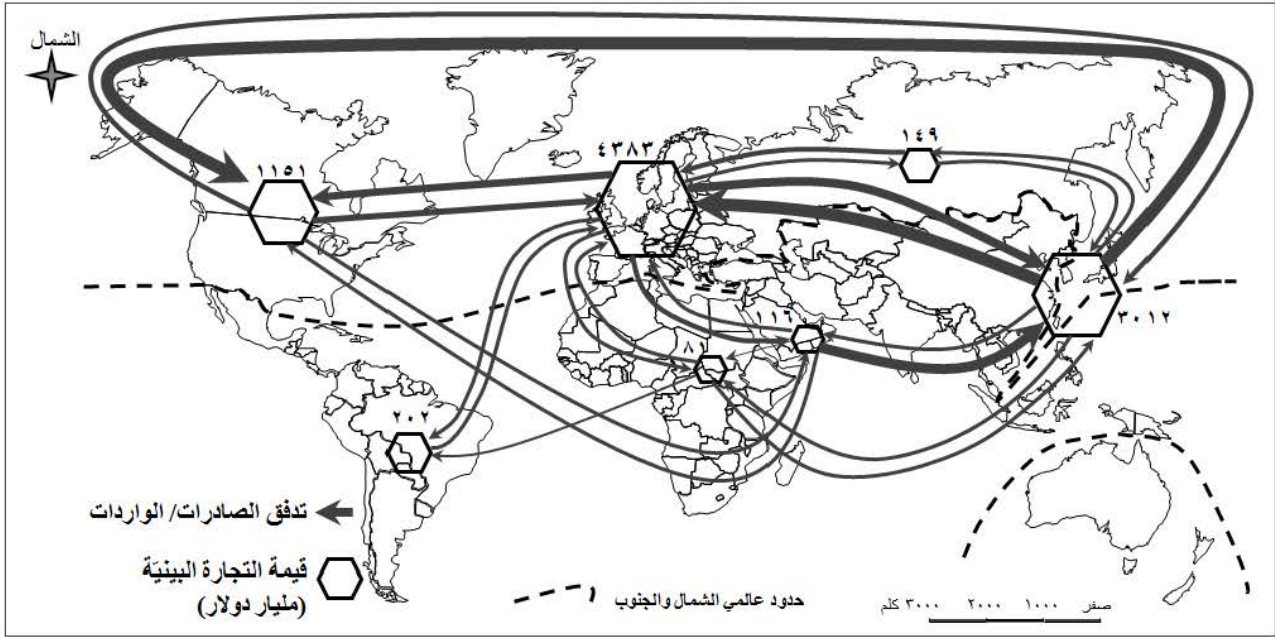 الشمال
١٤٩
٤٣٨٣
١١٥١
١١٦
٣٠١٢
٨١
٢٠٢
تدفق الصادرات/ الواردات
قيمة التجارة البينيّة
(مليار دولار)
حدود عالمي الشمال والجنوب
صفر ١٠٠٠ ٢٠٠٠ ٣٠٠٠ كلم